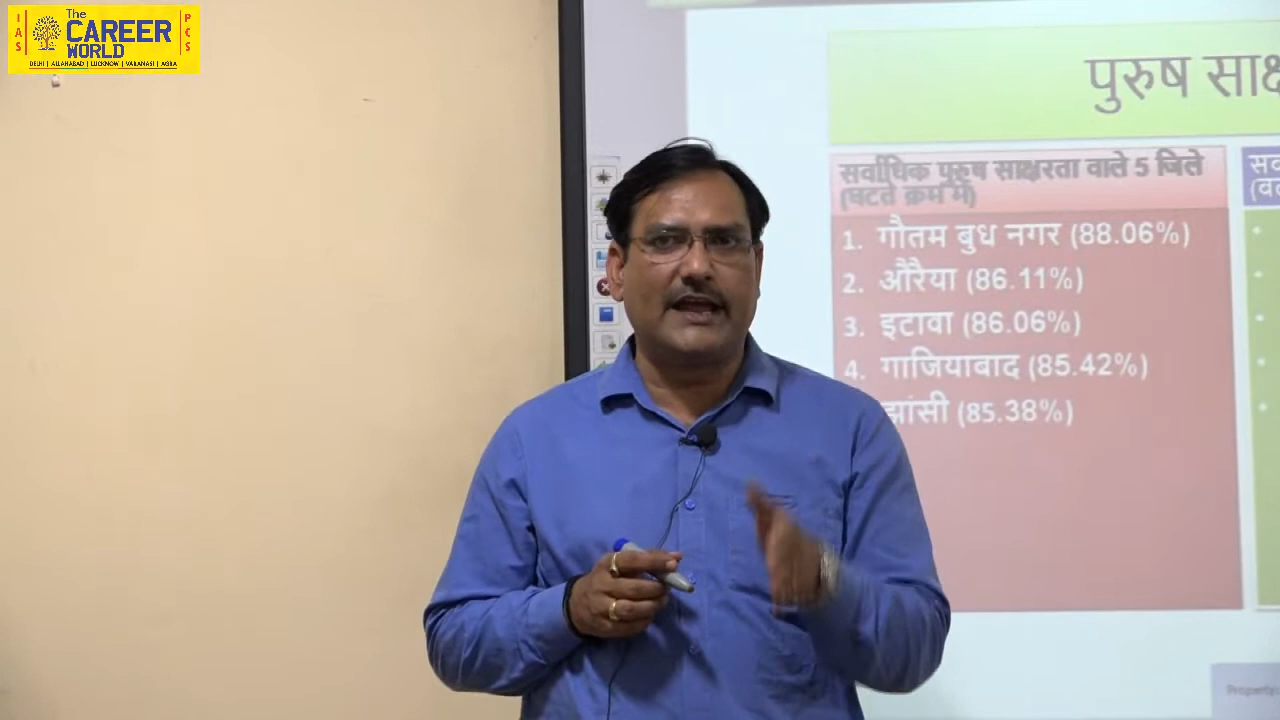 IAS
The
CAREER
WORLD
PCS
DELHI | ALLAHABAD | LUCKNOW | VARANASI | AGRA
पुरुष
सर्वाधिक पुरुष साक्षरता वाले 5 जिले
(घटते क्रम में)
1. गौतम बुध नगर (88.06%)
2. औरैया (86.11%)
3. इटावा (86.06%)
4. गाजियाबाद (85.42%)
झांसी (85.38%)
Property